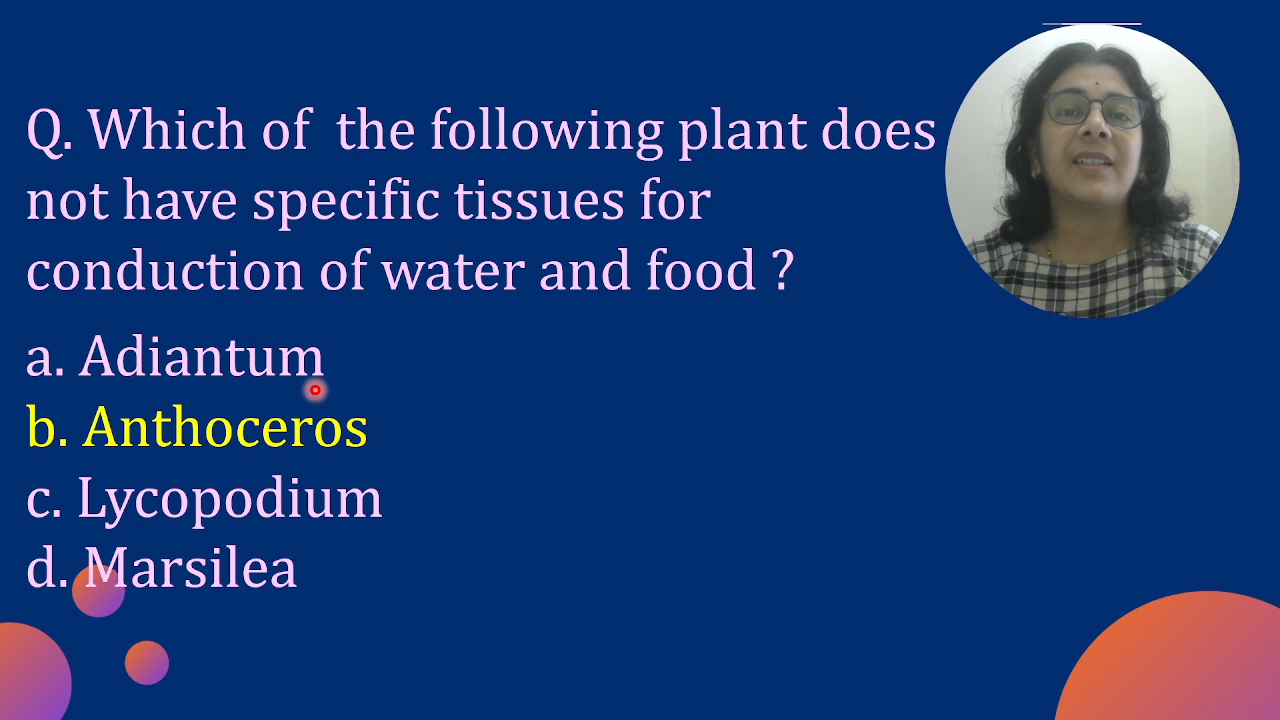 Q. Which of the following plant does
not have specific tissues for
conduction of water and food ?
a. Adiantum
b. Anthoceros
c. Lycopodium
d. Marsilea